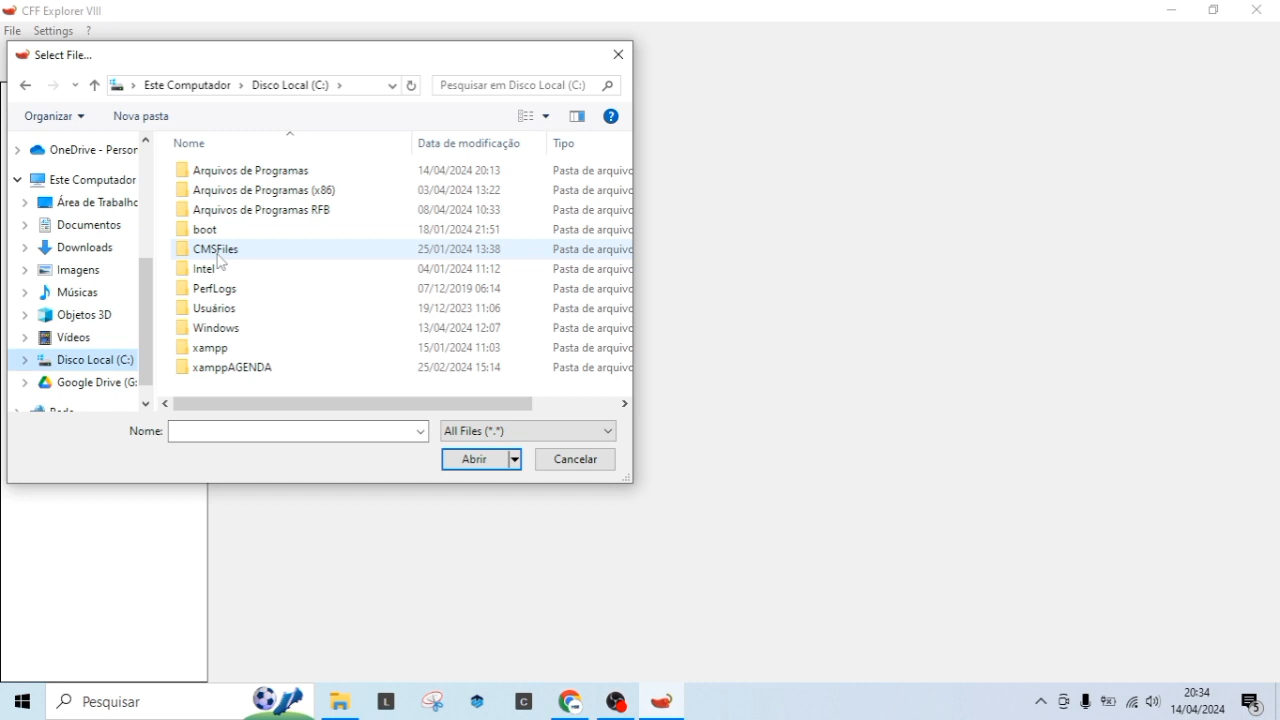 CFF Explorer VIII
File Settings ?
Select File...
Este Computador Disco Local (C:)
Pesquisar em Disco Local (C:)
Organizar Nova pasta
Nome Data de modificação Tipo
OneDrive - Person
Este Computador
Área de Trabalho
Documentos
Downloads
Imagens
Músicas
Objetos 3D
Vídeos
Disco Local (C:)
Google Drive (G:
Arquivos de Programas 14/04/2024 20:13 Pasta de arquivo
Arquivos de Programas (x86) 03/04/2024 13:22 Pasta de arquivo
Arquivos de Programas RFB 08/04/2024 10:33 Pasta de arquivo
boot 18/01/2024 21:51 Pasta de arquivo
CMSFiles 25/01/2024 13:38 Pasta de arquivo
Intel 04/01/2024 11:12 Pasta de arquivo
PerfLogs 07/12/2019 06:14 Pasta de arquivo
Usuários 19/12/2023 11:06 Pasta de arquivo
Windows 13/04/2024 12:07 Pasta de arquivo
xampp 15/01/2024 11:03 Pasta de arquivo
xamppAGENDA 25/02/2024 15:14 Pasta de arquivo
Nome: All Files (*.*)
Abrir Cancelar
Pesquisar
L
C
20:34
14/04/2024
5